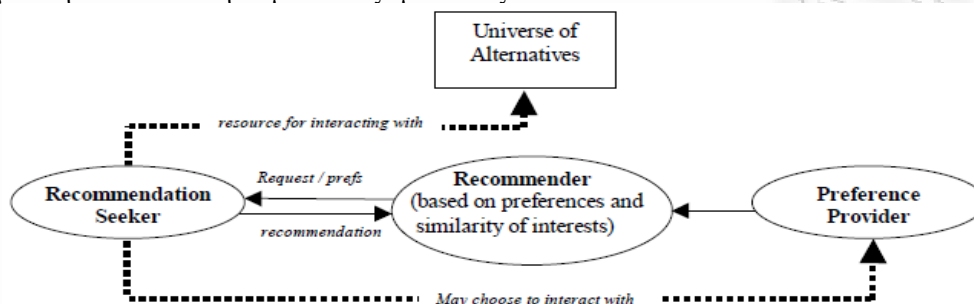 Universe of
Alternatives
resource for interacting with
Request / prefs
Recommendation
Seeker
recommendation
Recommender
(based on preferences and
similarity of interests)
Preference
Provider
May choose to interact with